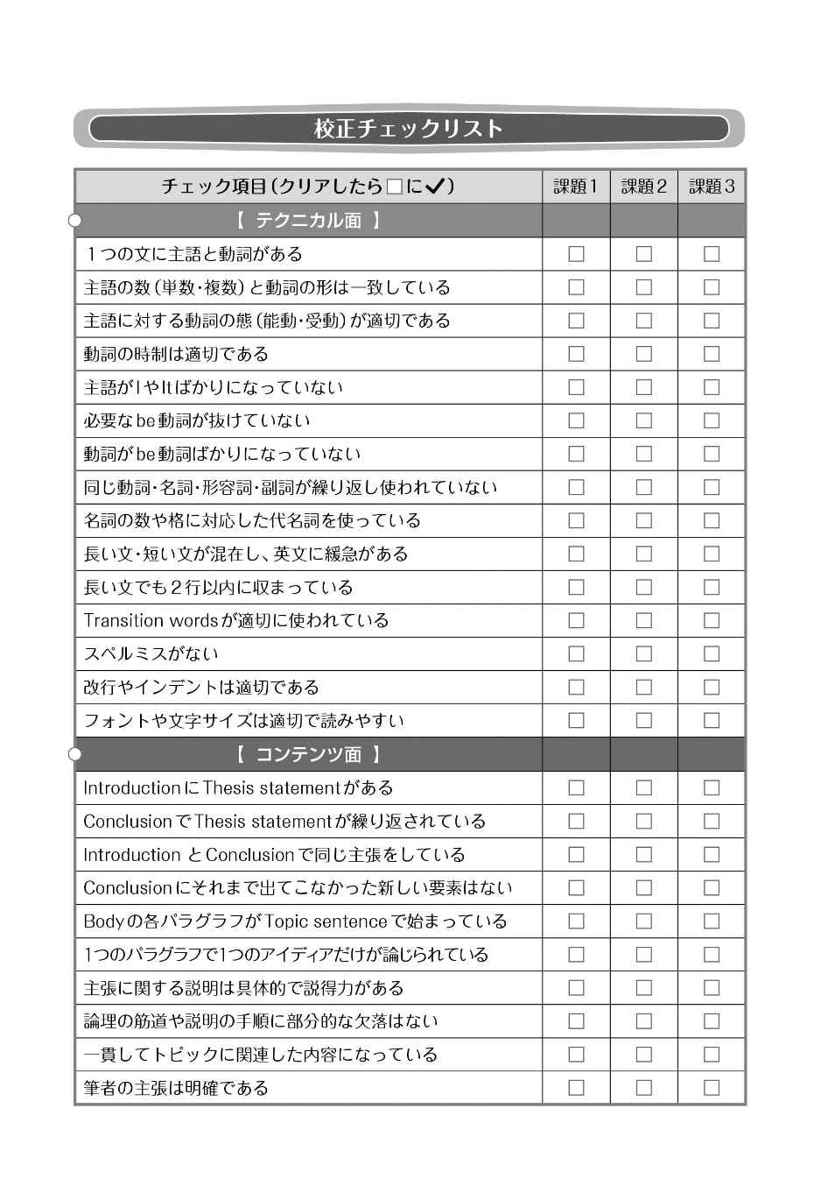 校正チェックリスト
チェック項目（クリアしたら□に✔） 課題1 課題2 課題3
【 テクニカル面 】
1つの文に主語と動詞がある □ □ □
主語の数（単数・複数）と動詞の形は一致している □ □ □
主語に対する動詞の態（能動・受動）が適切である □ □ □
動詞の時制は適切である □ □ □
主語がIやItばかりになっていない □ □ □
必要なbe動詞が抜けていない □ □ □
動詞がbe動詞ばかりになっていない □ □ □
同じ動詞・名詞・形容詞・副詞が繰り返し使われていない □ □ □
名詞の数や格に対応した代名詞を使っている □ □ □
長い文・短い文が混在し、英文に緩急がある □ □ □
長い文でも2行以内に収まっている □ □ □
Transition wordsが適切に使われている □ □ □
スペルミスがない □ □ □
改行やインデントは適切である □ □ □
フォントや文字サイズは適切で読みやすい □ □ □
【 コンテンツ面 】
IntroductionにThesis statementがある □ □ □
ConclusionでThesis statementが繰り返されている □ □ □
Introduction とConclusionで同じ主張をしている □ □ □
Conclusionにそれまで出てこなかった新しい要素はない □ □ □
Bodyの各パラグラフがTopic sentenceで始まっている □ □ □
1つのパラグラフで1つのアイディアだけが論じられている □ □ □
主張に関する説明は具体的で説得力がある □ □ □
論理の筋道や説明の手順に部分的な欠落はない □ □ □
一貫してトピックに関連した内容になっている □ □ □
筆者の主張は明確である □ □ □